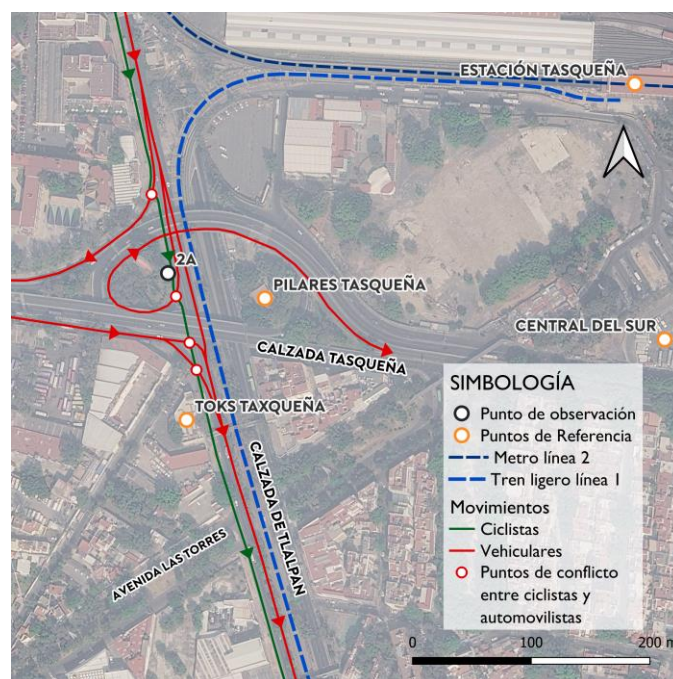 ESTACIÓN TASQUEÑA
2A
PILARES TASQUEÑA
CENTRAL DEL SUR
CALZADA TASQUEÑA
TOKS TAXQUEÑA
CALZADA DE TLALPAN
AVENIDA LAS TORRES
SIMBOLOGÍA
Punto de observación
Puntos de Referencia
Metro línea 2
Tren ligero línea 1
Movimientos
Ciclistas
Vehiculares
Puntos de conflicto
entre ciclistas y
automovilistas
0 100 200 m